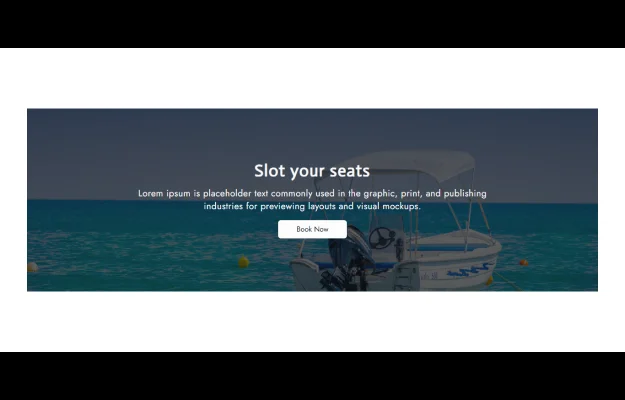 Slot your seats
Lorem ipsum is placeholder text commonly used in the graphic, print, and publishing
industries for previewing layouts and visual mockups.
Book Now